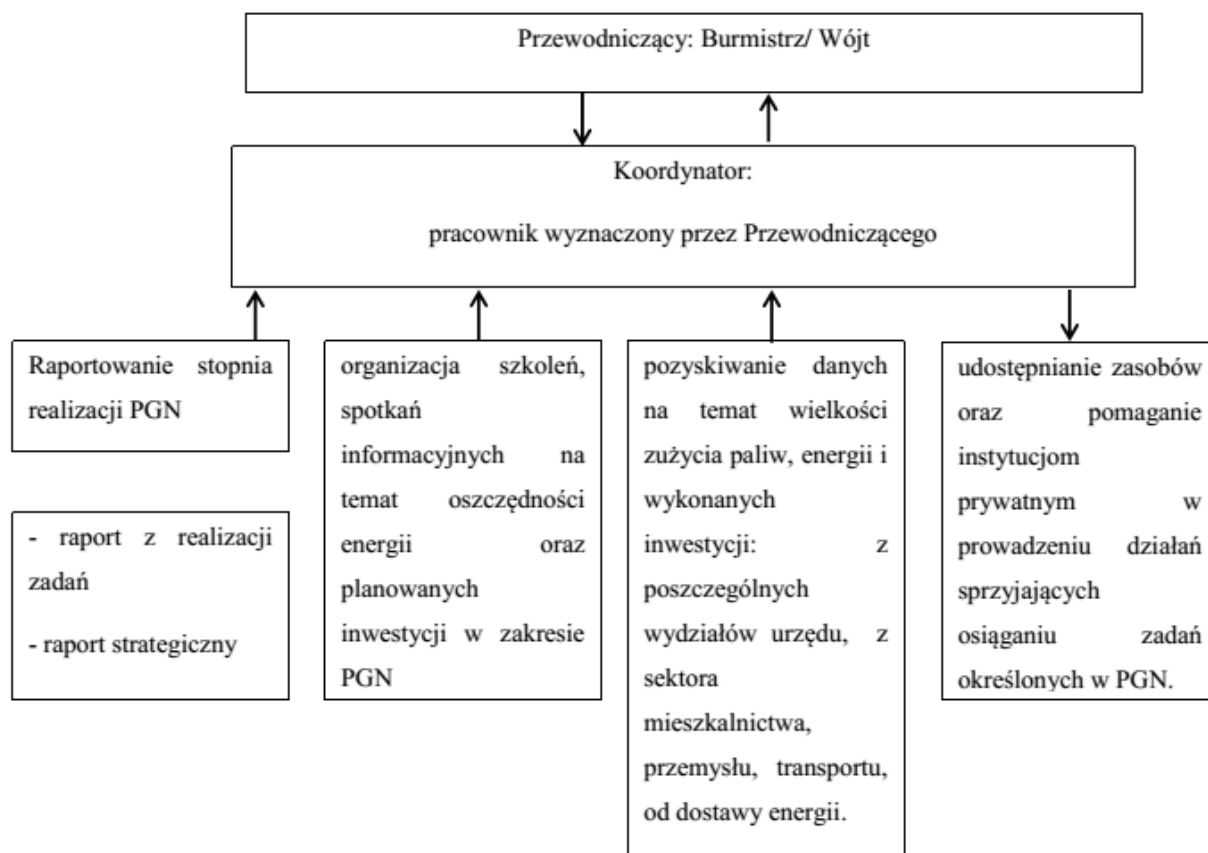 Przewodniczący: Burmistrz/ Wójt
Koordynator:
pracownik wyznaczony przez Przewodniczącego
Raportowanie stopnia
realizacji PGN
- raport z realizacji
zadań
- raport strategiczny
organizacja szkoleń,
spotkań
informacyjnych na
temat oszczędności
energii oraz
planowanych
inwestycji w zakresie
PGN
pozyskiwanie danych
na temat wielkości
zużycia paliw, energii i
wykonanych
inwestycji: z
poszczególnych
wydziałów urzędu, z
sektora
mieszkalnictwa,
przemysłu, transportu,
od dostawy energii.
udostępnianie zasobów
oraz pomaganie
instytucjom
prywatnym w
prowadzeniu działań
sprzyjających
osiąganiu zadań
określonych w PGN.